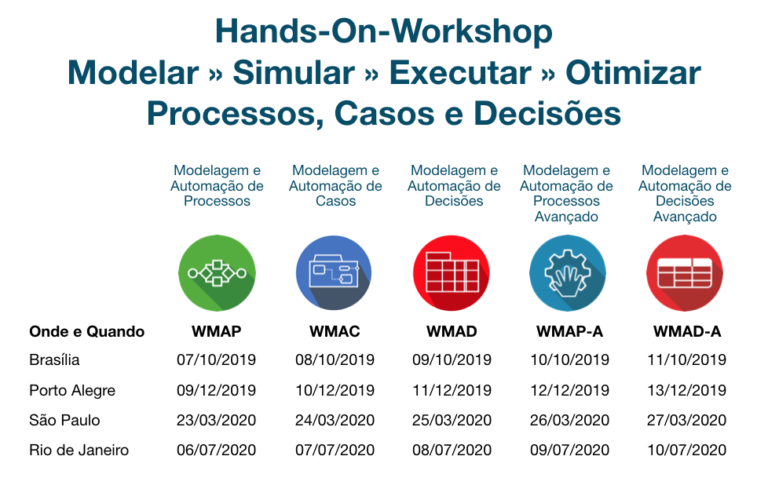 Hands-On-Workshop
Modelar » Simular » Executar » Otimizar
Processos, Casos e Decisões
Modelagem e Automação de Processos
Modelagem e Automação de Casos
Modelagem e Automação de Decisões
Modelagem e Automação de Processos Avançado
Modelagem e Automação de Decisões Avançado
Onde e Quando WMAP WMAC WMAD WMAP-A WMAD-A
Brasília 07/10/2019 08/10/2019 09/10/2019 10/10/2019 11/10/2019
Porto Alegre 09/12/2019 10/12/2019 11/12/2019 12/12/2019 13/12/2019
São Paulo 23/03/2020 24/03/2020 25/03/2020 26/03/2020 27/03/2020
Rio de Janeiro 06/07/2020 07/07/2020 08/07/2020 09/07/2020 10/07/2020